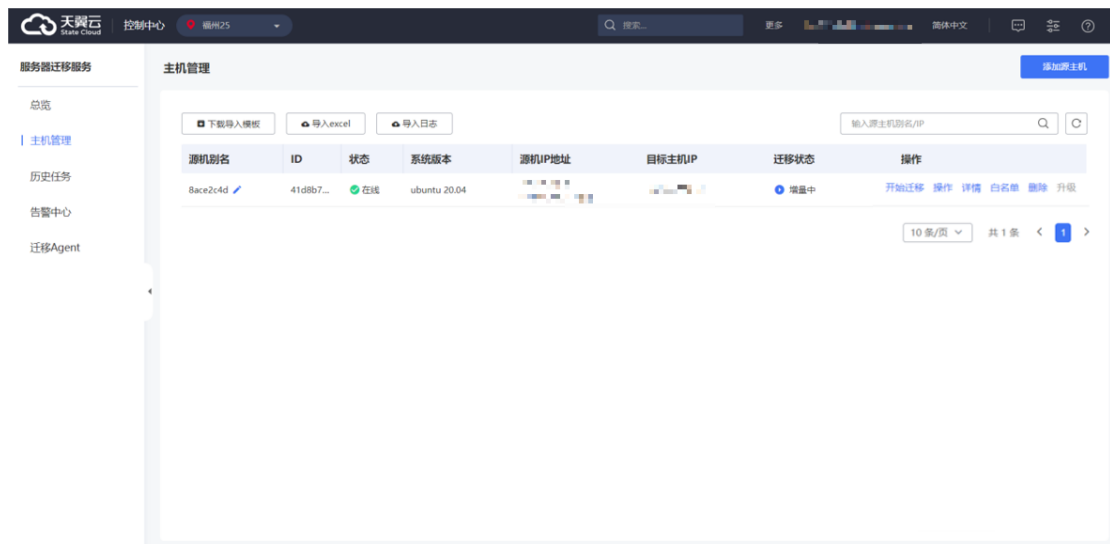 天翼云 State Cloud 控制中心 福州25 搜索... 更多 简体中文
服务器迁移服务
总览
主机管理
历史任务
告警中心
迁移Agent
主机管理 添加源主机
下载导入模板 导入excel 导入日志 输入源主机别名/IP
源机别名 ID 状态 系统版本 源机IP地址 目标主机IP 迁移状态 操作
8ace2c4d 41d8b7... 在线 ubuntu 20.04 增量中 开始迁移 操作 详情 白名单 删除 升级
10 条/页 共 1 条 1